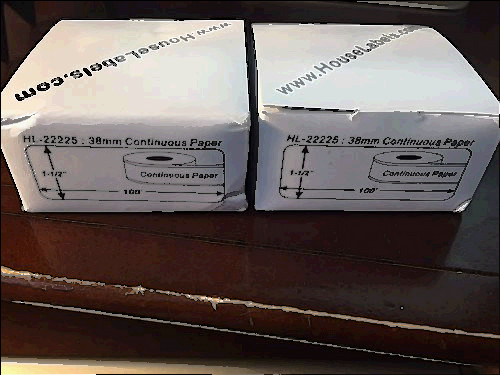 www.HouseLabels.com
HL-22225 : 38mm Continuous Paper
1-1/2"
Continuous Paper
100'
www.HouseLabels.com
HL-22225 : 38mm Continuous Paper
1-1/2"
Continuous Paper
100'